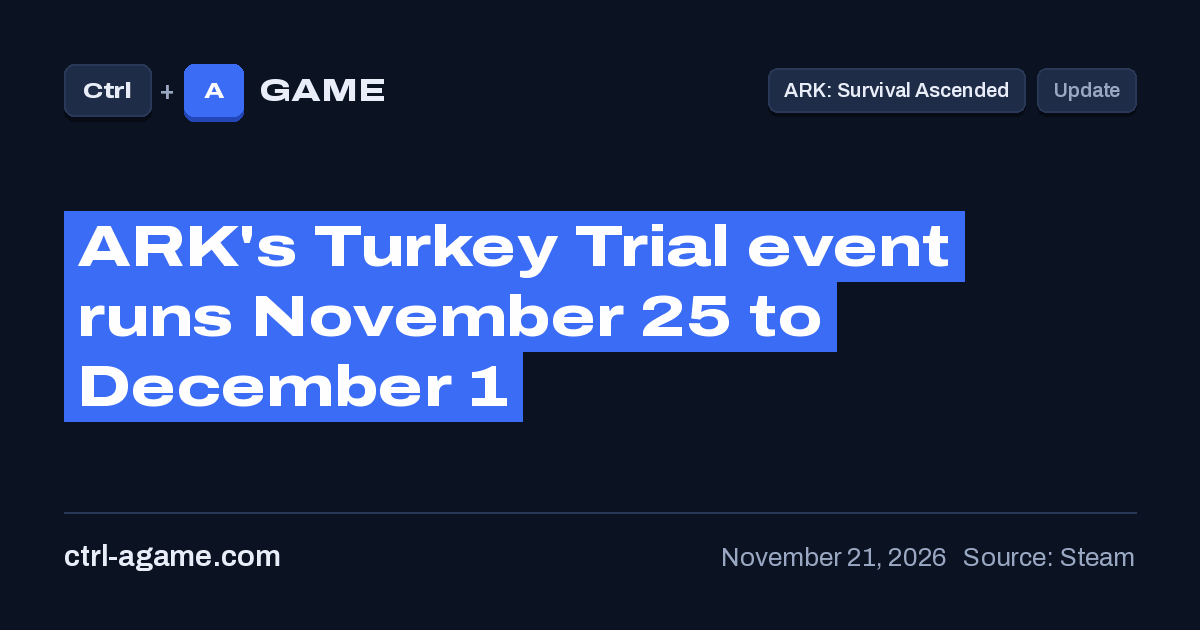 Ctrl + A GAME
ARK: Survival Ascended Update
ARK's Turkey Trial event
runs November 25 to
December 1
ctrl-agame.com
November 21, 2026 Source: Steam